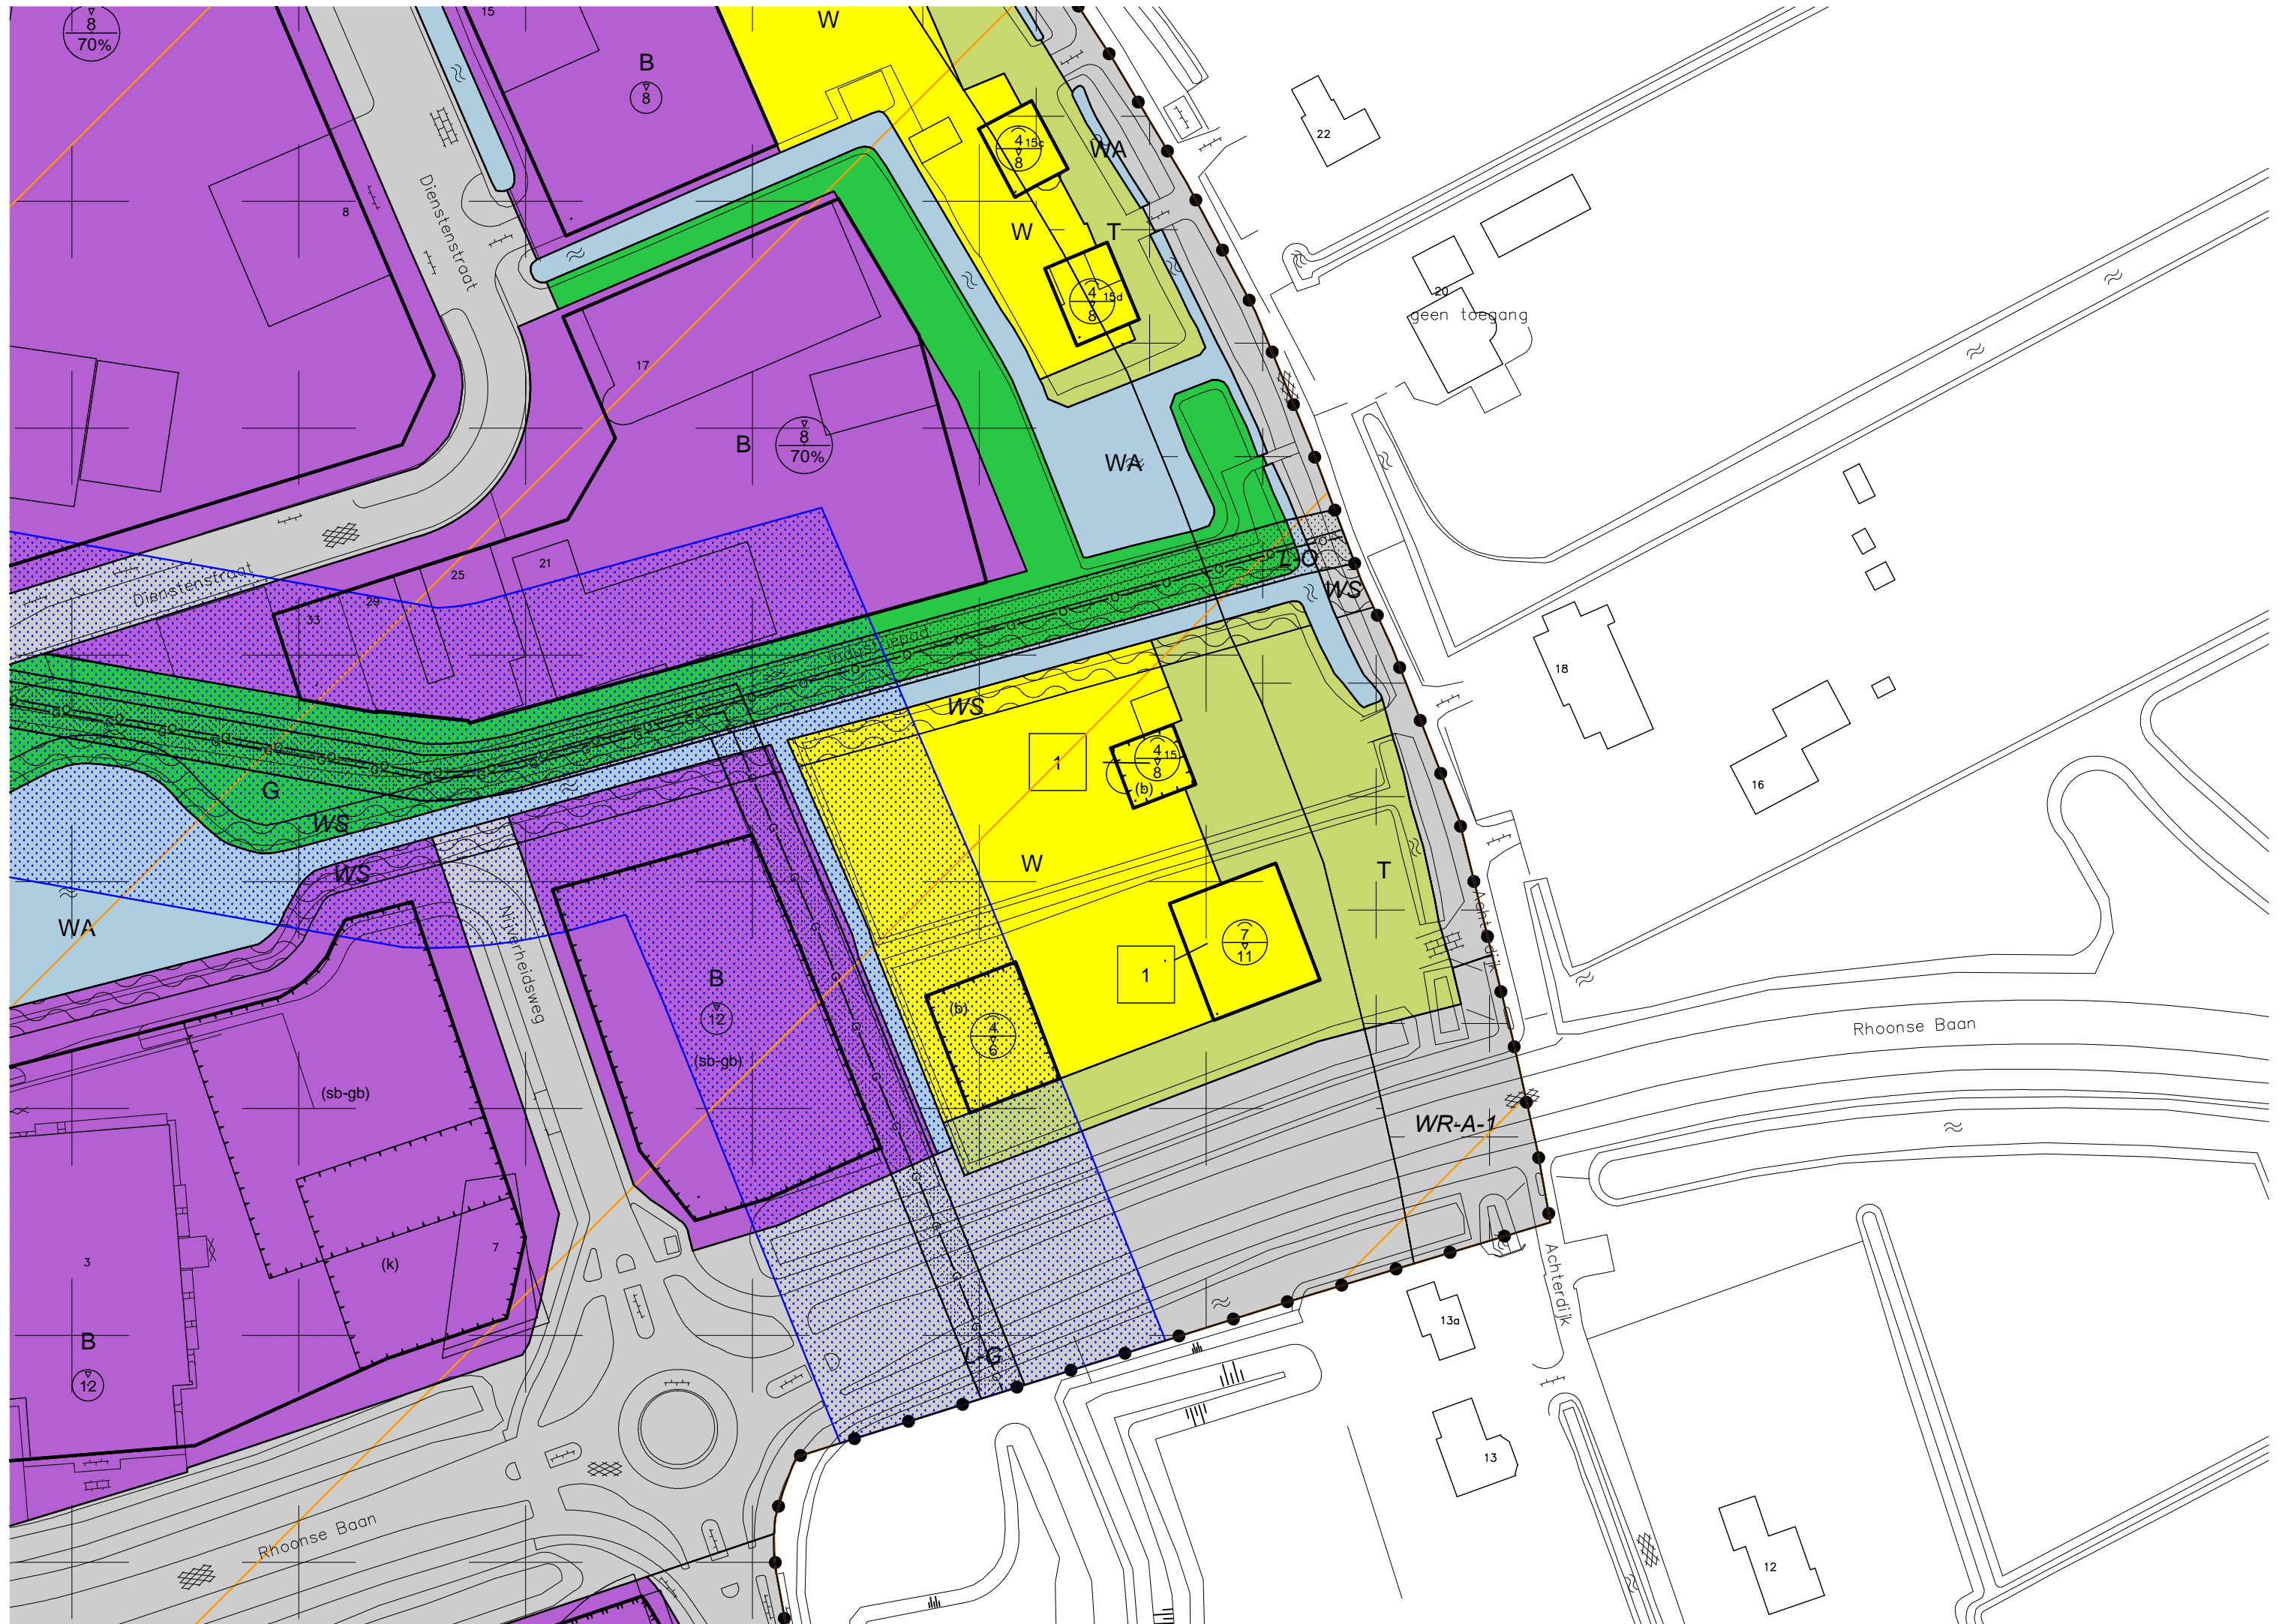 8
70%
15
B
8
W
4
15c
8
WA
22
Dienstenstraat
8
W
T
4
15d
8
20
geen toegang
17
B
8
70%
WA
L-O
WS
Dienstenstraat
33
29
25
21
Industriepad
18
16
G
WS
WS
WS
WA
1
4
15
8
(b)
W
T
7
11
1
Achterdijk
Nijverheidsweg
B
12
(sb-gb)
(b)
4
6
Rhoonse Baan
(sb-gb)
WR-A-1
3
(k)
7
B
12
L-G
Achterdijk
13a
13
12
Rhoonse Baan